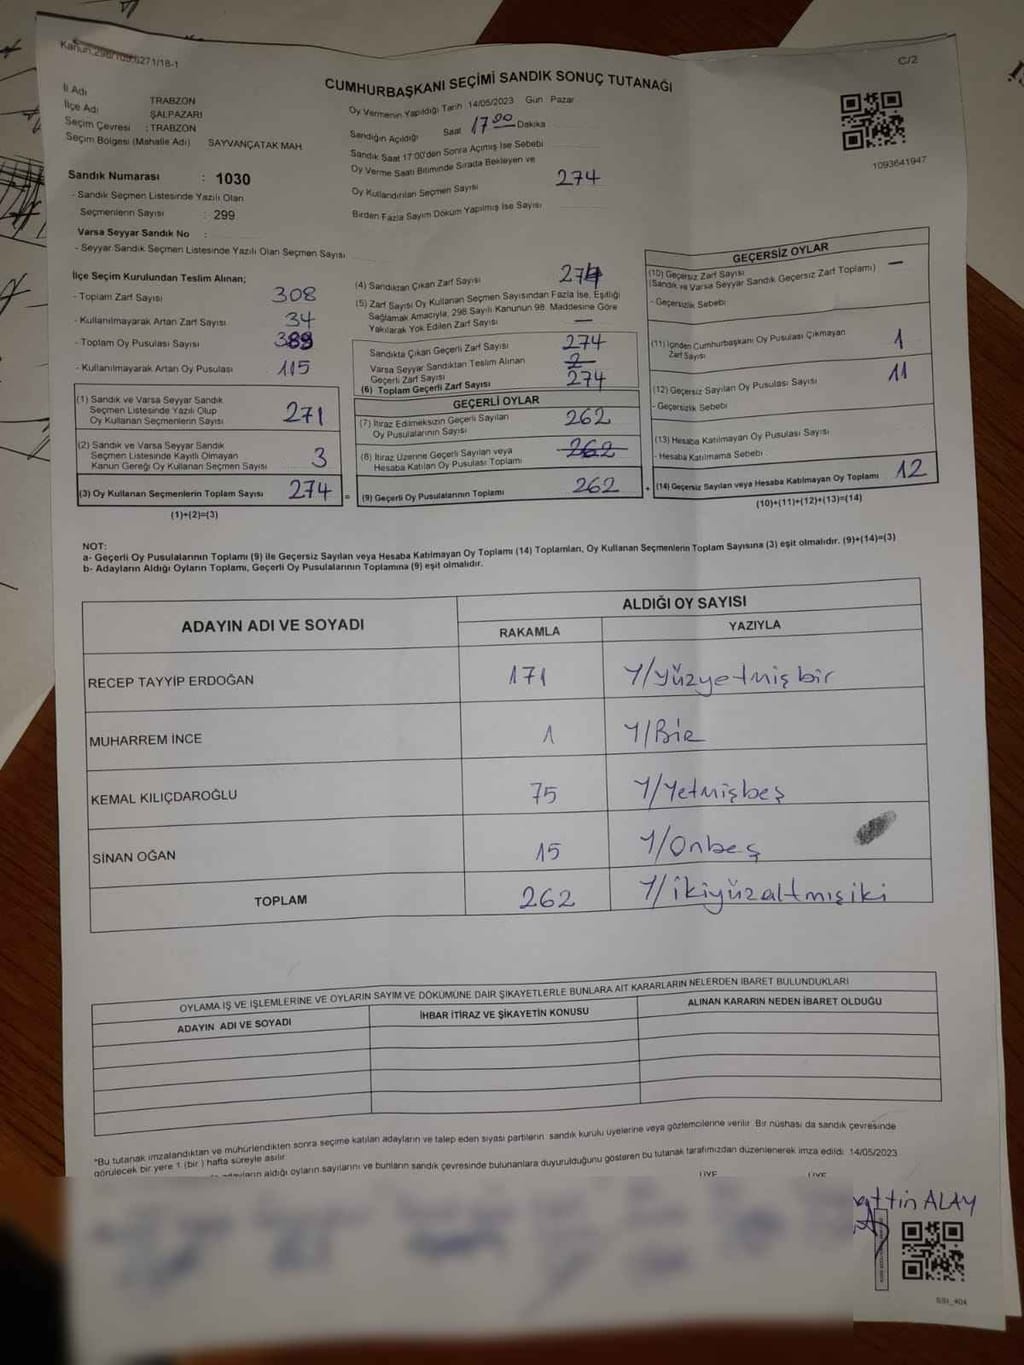 Kanun 298/109,6271/18-1
C/2
CUMHURBAŞKANI SEÇİMİ SANDIK SONUÇ TUTANAĞI
İl Adı TRABZON
İlçe Adı ŞALPAZARI
Seçim Çevresi : TRABZON
Seçim Bölgesi (Mahalle Adı) SAYVANÇATAK MAH.
Sandık Numarası : 1030
- Sandık Seçmen Listesinde Yazılı Olan
Seçmenlerin Sayısı : 299
Varsa Seyyar Sandık No :
- Seyyar Sandık Seçmen Listesinde Yazılı Olan Seçmen Sayısı
Oy Vermenin Yapıldığı Tarih 14/05/2023 Gün Pazar
Sandığın Açıldığı Saat 17 00 Dakika
Sandık Saat 17:00'den Sonra Açımış İse Sebebi
Oy Verme Saati Bitiminde Sırada Bekleyen ve
Oy Kullandırılan Seçmen Sayısı 274
Birden Fazla Sayım Döküm Yapılmış İse Sayısı
1093641947
İlçe Seçim Kurulundan Teslim Alınan;
- Toplam Zarf Sayısı 308
- Kullanılmayarak Artan Zarf Sayısı 34
- Toplam Oy Pusulası Sayısı 389
- Kullanılmayarak Artan Oy Pusulası 115
(1) Sandık ve Varsa Seyyar Sandık
Seçmen Listesinde Yazılı Olup
Oy Kullanan Seçmenlerin Sayısı 271
(2) Sandık ve Varsa Seyyar Sandık
Seçmen Listesinde Kayıtlı Olmayan
Kanun Gereği Oy Kullanan Seçmen Sayısı 3
(3) Oy Kullanan Seçmenlerin Toplam Sayısı 274
(1)+(2)=(3)
(4) Sandıktan Çıkan Zarf Sayısı 274
(5) Zarf Sayısı Oy Kullanan Seçmen Sayısından Fazla İse, Eşitliği
Sağlamak Amacıyla, 298 Sayılı Kanunun 98. Maddesine Göre
Yakılarak Yok Edilen Zarf Sayısı —
Sandıkta Çıkan Geçerli Zarf Sayısı 274
Varsa Seyyar Sandıktan Teslim Alınan
Geçerli Zarf Sayısı
(6) Toplam Geçerli Zarf Sayısı 274
GEÇERLİ OYLAR
(7) İtiraz Edilmeksizin Geçerli Sayılan
Oy Pusulalarının Sayısı 262
(8) İtiraz Üzerine Geçerli Sayılan veya
Hesaba Katılan Oy Pusulası Toplamı 262
(9) Geçerli Oy Pusulalarının Toplamı 262
=
+
GEÇERSİZ OYLAR
(10) Geçersiz Zarf Sayısı —
(Sandık ve Varsa Seyyar Sandık Geçersiz Zarf Toplamı)
- Geçersizlik Sebebi
(11) İçinden Cumhurbaşkanı Oy Pusulası Çıkmayan
Zarf Sayısı 1
(12) Geçersiz Sayılan Oy Pusulası Sayısı 11
- Geçersizlik Sebebi
(13) Hesaba Katılmayan Oy Pusulası Sayısı
- Hesaba Katılmama Sebebi
(14) Geçersiz Sayılan veya Hesaba Katılmayan Oy Toplamı 12
(10)+(11)+(12)+(13)=(14)
NOT:
a- Geçerli Oy Pusulalarının Toplamı (9) ile Geçersiz Sayılan veya Hesaba Katılmayan Oy Toplamı (14) Toplamları, Oy Kullanan Seçmenlerin Toplam Sayısına (3) eşit olmalıdır. (9)+(14)=(3)
b- Adayların Aldığı Oyların Toplamı, Geçerli Oy Pusulalarının Toplamına (9) eşit olmalıdır.
ADAYIN ADI VE SOYADI
ALDIĞI OY SAYISI
RAKAMLA YAZIYLA
RECEP TAYYİP ERDOĞAN 171 Y/yüzyetmişbir
MUHARREM İNCE 1 Y/Bir
KEMAL KILIÇDAROĞLU 75 Y/Yetmişbeş
SİNAN OĞAN 15 Y/Onbeş
TOPLAM 262 Y/ikiyüzaltmışiki
OYLAMA İŞ VE İŞLEMLERİNE VE OYLARIN SAYIM VE DÖKÜMÜNE DAİR ŞİKAYETLERLE BUNLARA AİT KARARLARIN NELERDEN İBARET BULUNDUKLARI
ADAYIN ADI VE SOYADI İHBAR İTİRAZ VE ŞİKAYETİN KONUSU ALINAN KARARIN NEDEN İBARET OLDUĞU
*Bu tutanak imzalandıktan ve mühürlendikten sonra seçime katılan adayların ve talep eden siyasi partilerin sandık kurulu üyelerine veya gözlemcilerine verilir. Bir nüshası da sandık çevresinde
görülecek bir yere 1 (bir ) hafta süreyle asılır.
aldığı oyların sayılarını ve bunların sandık çevresinde bulunanlara duyurulduğunu gösteren bu tutanak tarafımızdan düzenlenerek imza edildi. 14/05/2023
ÜYE ÜYE
ALAY
SSI_404